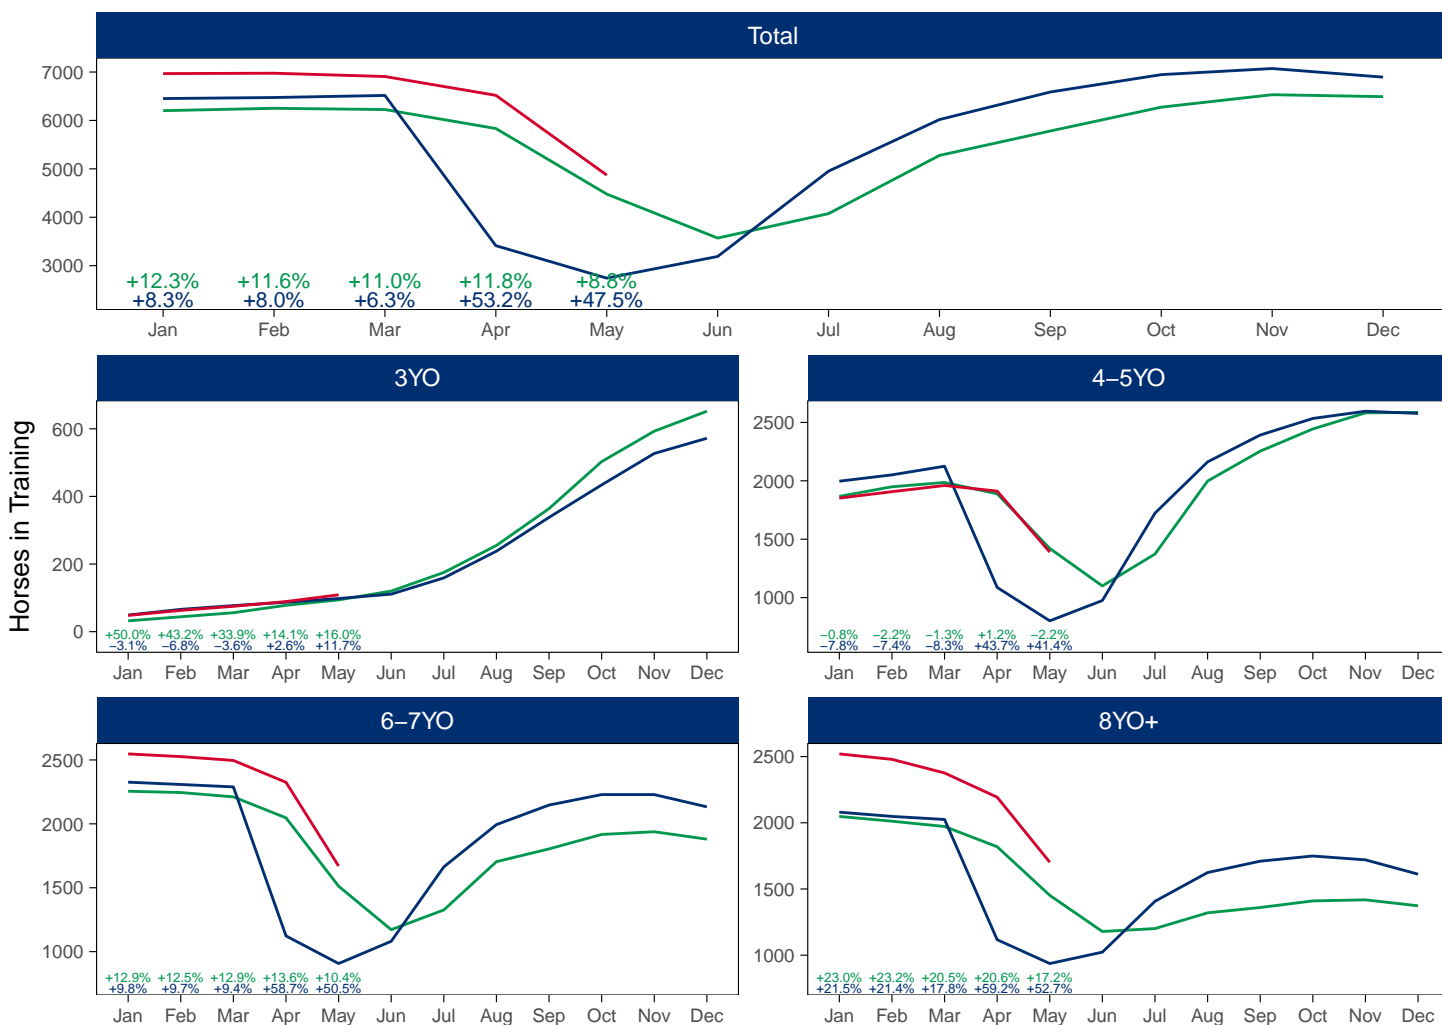 Total
7000
6000
5000
4000
3000
+12.3% +11.6% +11.0% +11.8% +8.8%
+8.3% +8.0% +6.3% +53.2% +47.5%
Jan Feb Mar Apr May Jun Jul Aug Sep Oct Nov Dec
Horses in Training
3YO
600
400
200
0
+50.0% +43.2% +33.9% +14.1% +16.0%
−3.1% −6.8% −3.6% +2.6% +11.7%
Jan Feb Mar Apr May Jun Jul Aug Sep Oct Nov Dec
4–5YO
2500
2000
1500
1000
−0.8% −2.2% −1.3% +1.2% −2.2%
−7.8% −7.4% −8.3% +43.7% +41.4%
Jan Feb Mar Apr May Jun Jul Aug Sep Oct Nov Dec
6–7YO
2500
2000
1500
1000
+12.9% +12.5% +12.9% +13.6% +10.4%
+9.8% +9.7% +9.4% +58.7% +50.5%
Jan Feb Mar Apr May Jun Jul Aug Sep Oct Nov Dec
8YO+
2500
2000
1500
1000
+23.0% +23.2% +20.5% +20.6% +17.2%
+21.5% +21.4% +17.8% +59.2% +52.7%
Jan Feb Mar Apr May Jun Jul Aug Sep Oct Nov Dec